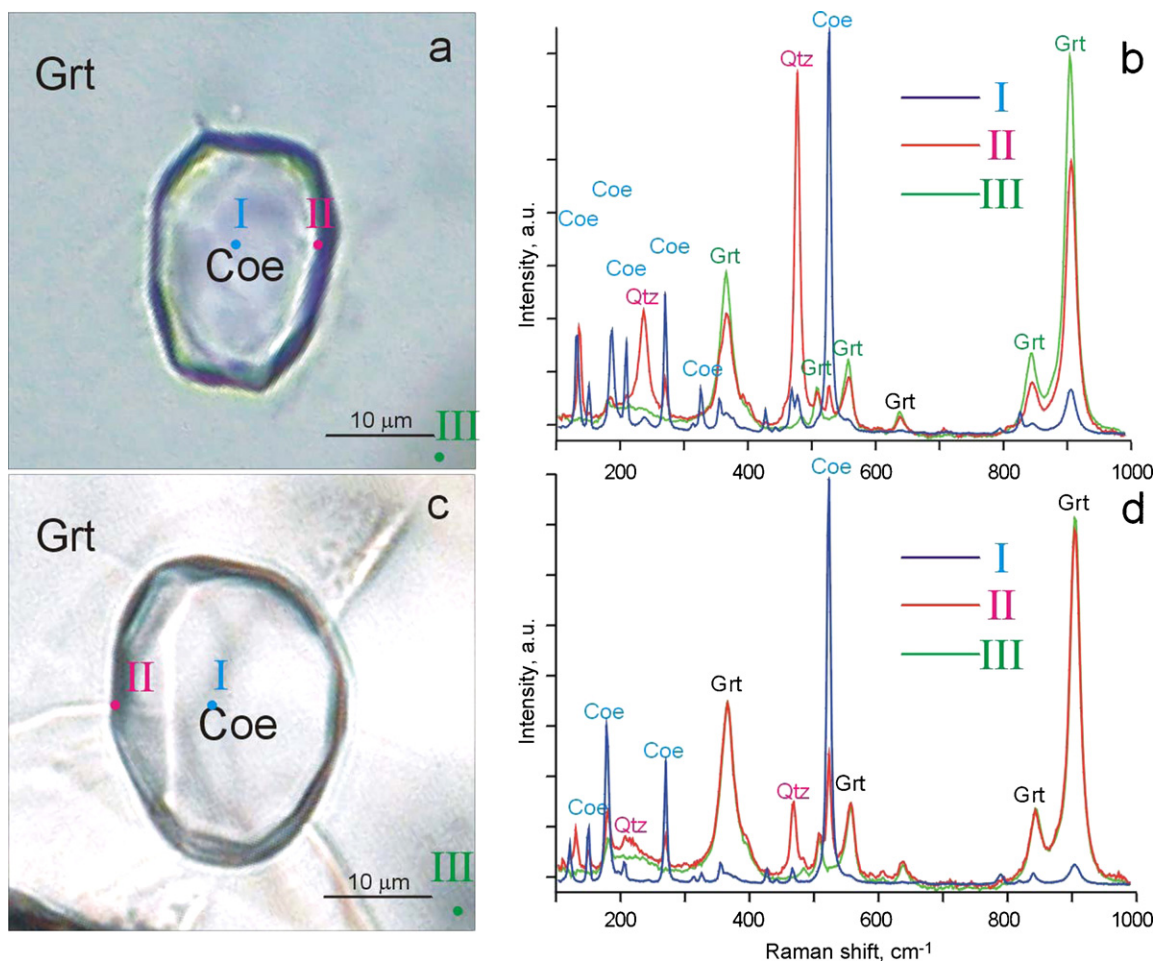 a
Grt
I
II
Coe
10 μm
III
b
Coe
Grt
Qtz
I
II
III
Coe
Coe
Coe
Coe
Qtz
Grt
Coe
Grt
Grt
Grt
Grt
Intensity, a.u.
200 400 500 600 800 1000
c
Grt
II
I
Coe
10 μm
III
d
Coe
Grt
I
II
III
Grt
Coe
Coe
Coe
Qtz
Qtz
Grt
Grt
Intensity, a.u.
200 400 500 600 800 1000
Raman shift, cm-1